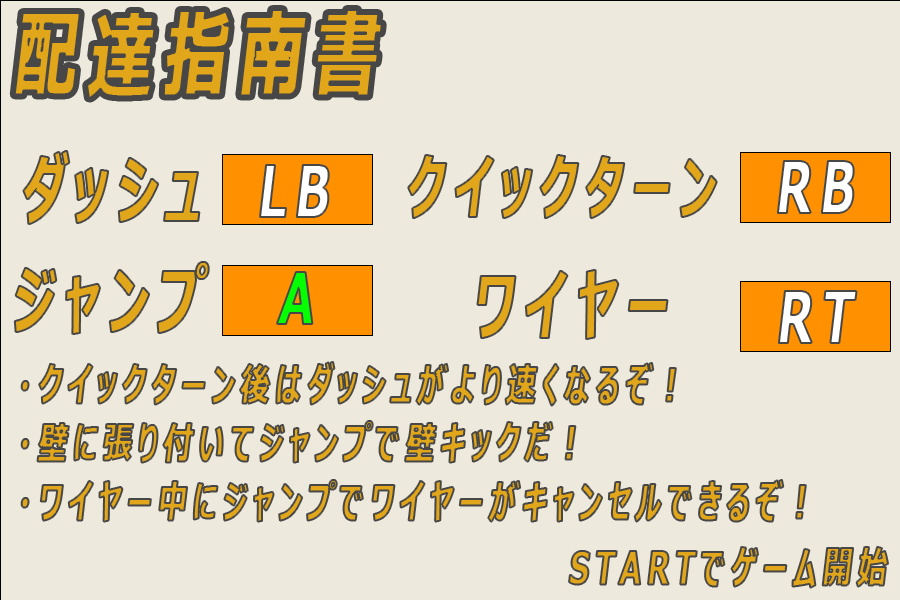 配達指南書
ダッシュ LB クイックターン RB
ジャンプ A ワイヤー RT
・クイックターン後はダッシュがより速くなるぞ！
・壁に張り付いてジャンプで壁キックだ！
・ワイヤー中にジャンプでワイヤーがキャンセルできるぞ！
STARTでゲーム開始